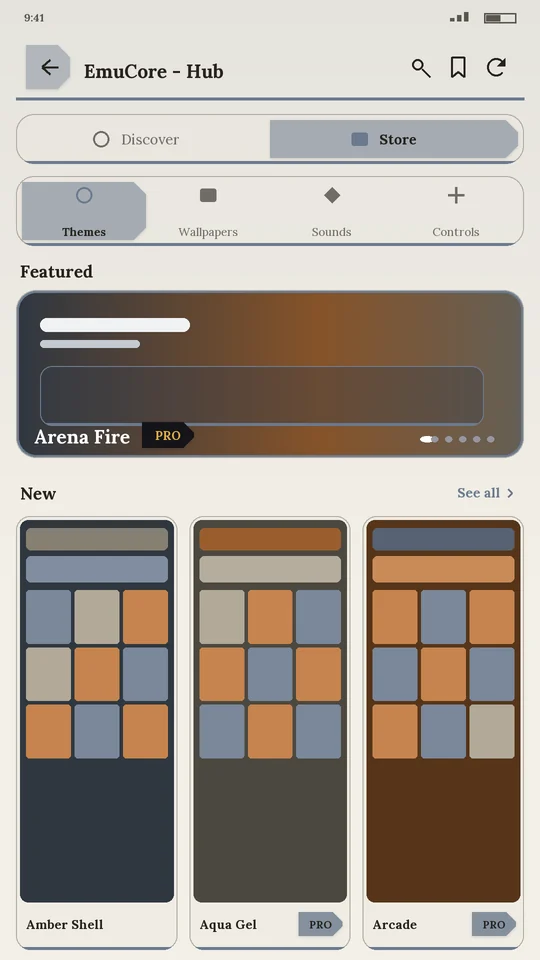 9:41
EmuCore - Hub
Discover
Store
Themes
Wallpapers
Sounds
Controls
Featured
Arena Fire
PRO
New
See all
Amber Shell
Aqua Gel
PRO
Arcade
PRO